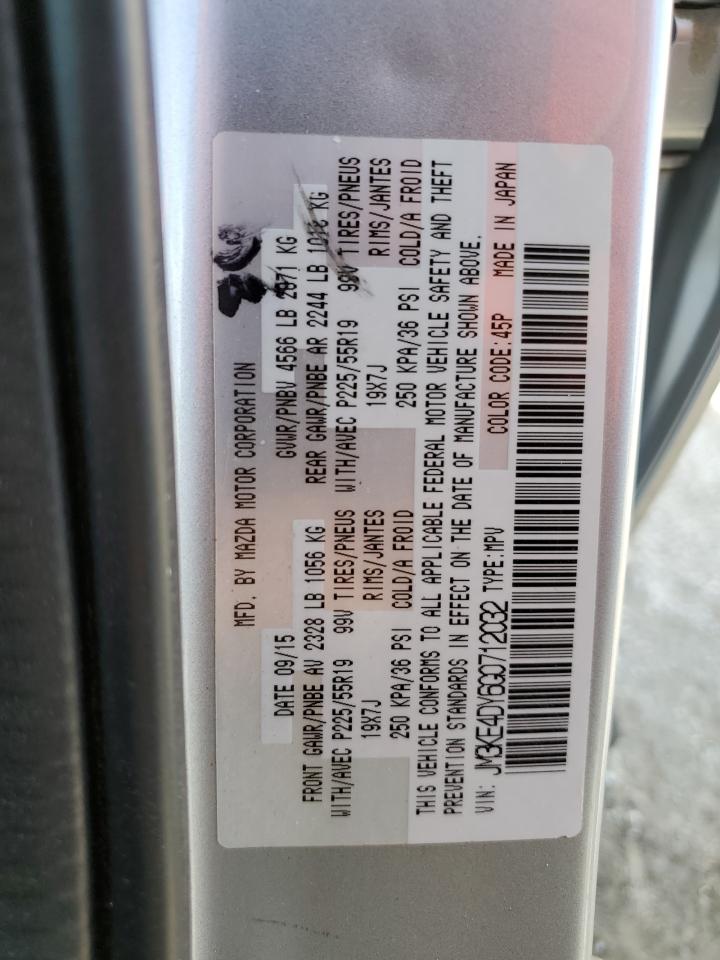 MFD. BY MAZDA MOTOR CORPORATION
DATE 09/15 GVWR/PNBV 4566 LB 2071 KG
FRONT GAWR/PNBE AV 2328 LB 1056 KG REAR GAWR/PNBE AR 2244 LB KG
WITH/AVEC P225/55R19 99V TIRES/PNEUS WITH/AVEC P225/55R19 99V TIRES/PNEUS
19X7J RIMS/JANTES 19X7J RIMS/JANTES
250 KPA/36 PSI COLD/A FROID 250 KPA/36 PSI COLD/A FROID
THIS VEHICLE CONFORMS TO ALL APPLICABLE FEDERAL MOTOR VEHICLE SAFETY AND THEFT
PREVENTION STANDARDS IN EFFECT ON THE DATE OF MANUFACTURE SHOWN ABOVE.
VIN: JM3KE4DY6G0712032 TYPE:MPV COLOR CODE:45P MADE IN JAPAN